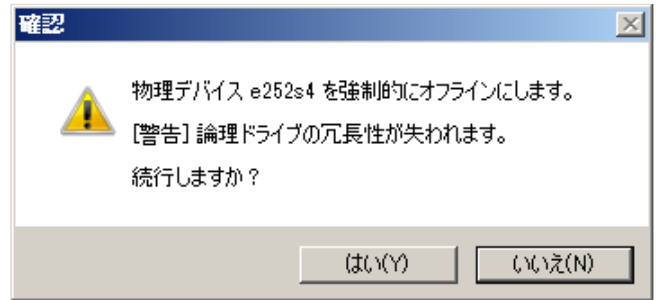 確認
物理デバイス e252s4 を強制的にオフラインにします。
[警告] 論理ドライブの冗長性が失われます。
続行しますか？
はい(Y)
いいえ(N)